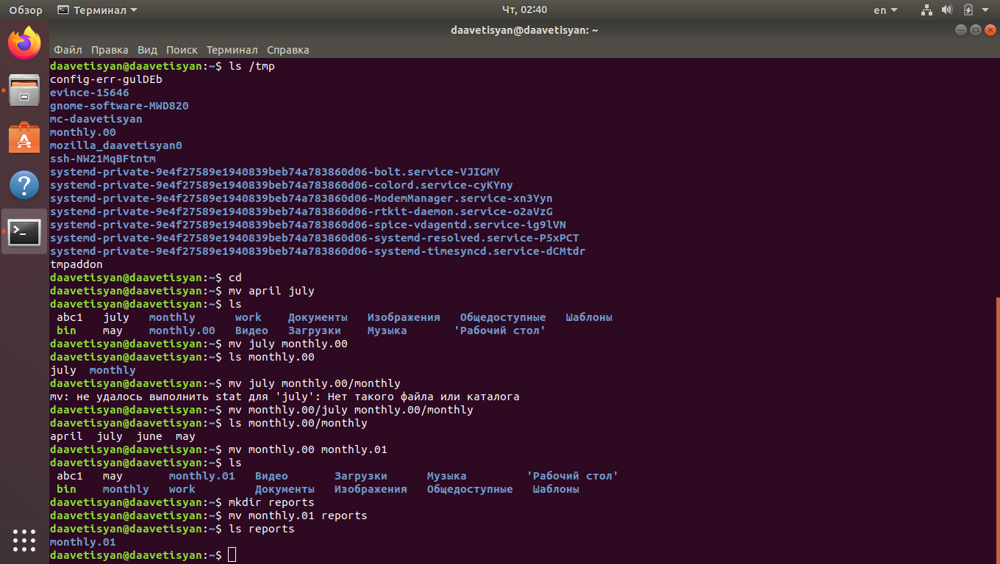 Обзор Терминал Чт, 02:40 en
daavetisyan@daavetisyan: ~
Файл Правка Вид Поиск Терминал Справка
daavetisyan@daavetisyan:~$ ls /tmp
config-err-gulDEb
evince-15646
gnome-software-MWD820
mc-daavetisyan
monthly.00
mozilla_daavetisyan0
ssh-NW21MqBFtntm
systemd-private-9e4f27589e1940839beb74a783860d06-bolt.service-VJIGMY
systemd-private-9e4f27589e1940839beb74a783860d06-colord.service-cyKYny
systemd-private-9e4f27589e1940839beb74a783860d06-ModemManager.service-xn3Yyn
systemd-private-9e4f27589e1940839beb74a783860d06-rtkit-daemon.service-o2aVzG
systemd-private-9e4f27589e1940839beb74a783860d06-spice-vdagentd.service-ig9lVN
systemd-private-9e4f27589e1940839beb74a783860d06-systemd-resolved.service-P5xPCT
systemd-private-9e4f27589e1940839beb74a783860d06-systemd-timesyncd.service-dCMtdr
tmpaddon
daavetisyan@daavetisyan:~$ cd
daavetisyan@daavetisyan:~$ mv april july
daavetisyan@daavetisyan:~$ ls
abc1 july monthly work Документы Изображения Общедоступные Шаблоны
bin may monthly.00 Видео Загрузки Музыка 'Рабочий стол'
daavetisyan@daavetisyan:~$ mv july monthly.00
daavetisyan@daavetisyan:~$ ls monthly.00
july monthly
daavetisyan@daavetisyan:~$ mv july monthly.00/monthly
mv: не удалось выполнить stat для 'july': Нет такого файла или каталога
daavetisyan@daavetisyan:~$ mv monthly.00/july monthly.00/monthly
daavetisyan@daavetisyan:~$ ls monthly.00/monthly
april july june may
daavetisyan@daavetisyan:~$ mv monthly.00 monthly.01
daavetisyan@daavetisyan:~$ ls
abc1 may monthly.01 Видео Загрузки Музыка 'Рабочий стол'
bin monthly work Документы Изображения Общедоступные Шаблоны
daavetisyan@daavetisyan:~$ mkdir reports
daavetisyan@daavetisyan:~$ mv monthly.01 reports
daavetisyan@daavetisyan:~$ ls reports
monthly.01
daavetisyan@daavetisyan:~$